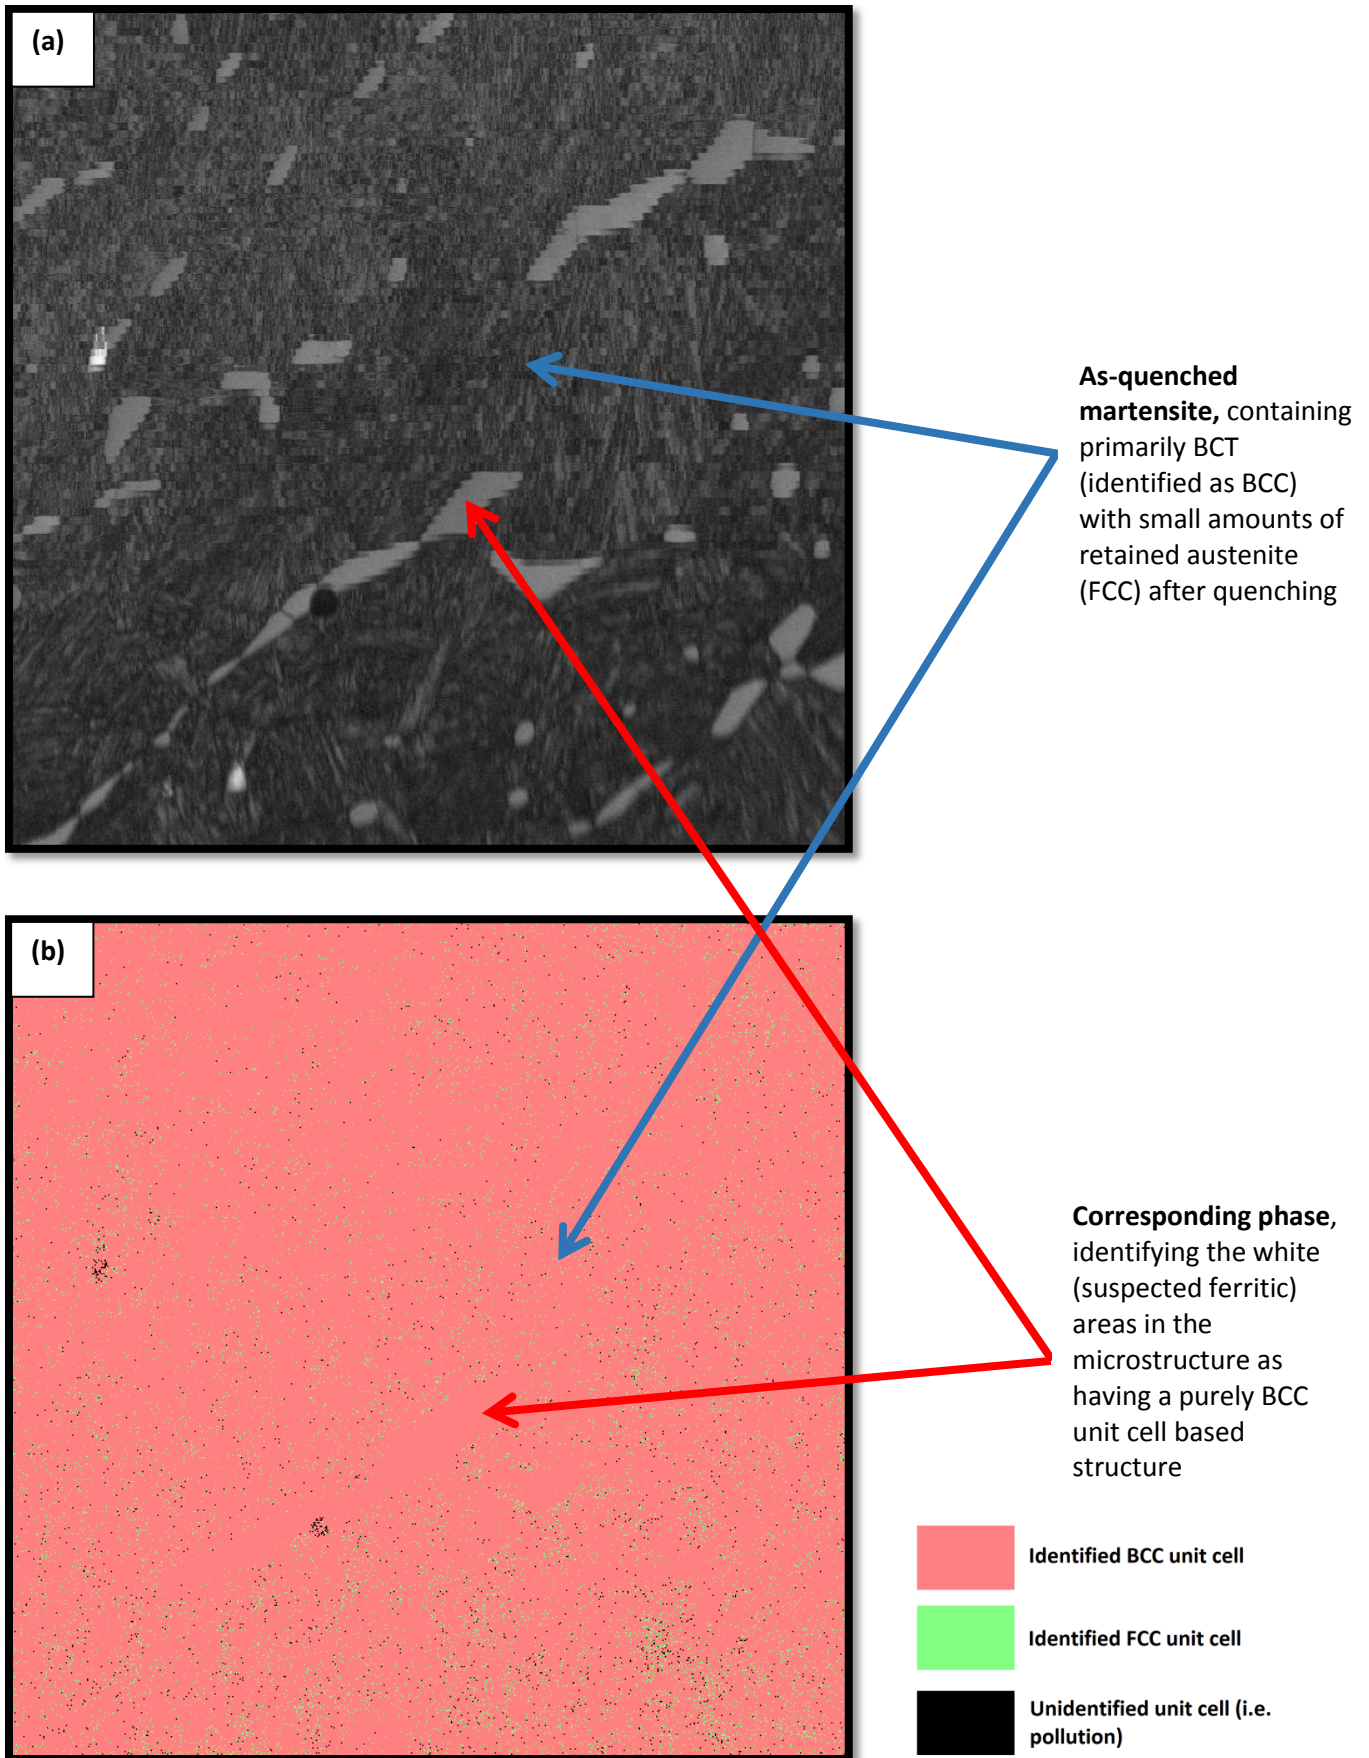 (a)
As-quenched
martensite, containing
primarily BCT
(identified as BCC)
with small amounts of
retained austenite
(FCC) after quenching
(b)
Corresponding phase,
identifying the white
(suspected ferritic)
areas in the
microstructure as
having a purely BCC
unit cell based
structure
Identified BCC unit cell
Identified FCC unit cell
Unidentified unit cell (i.e.
pollution)